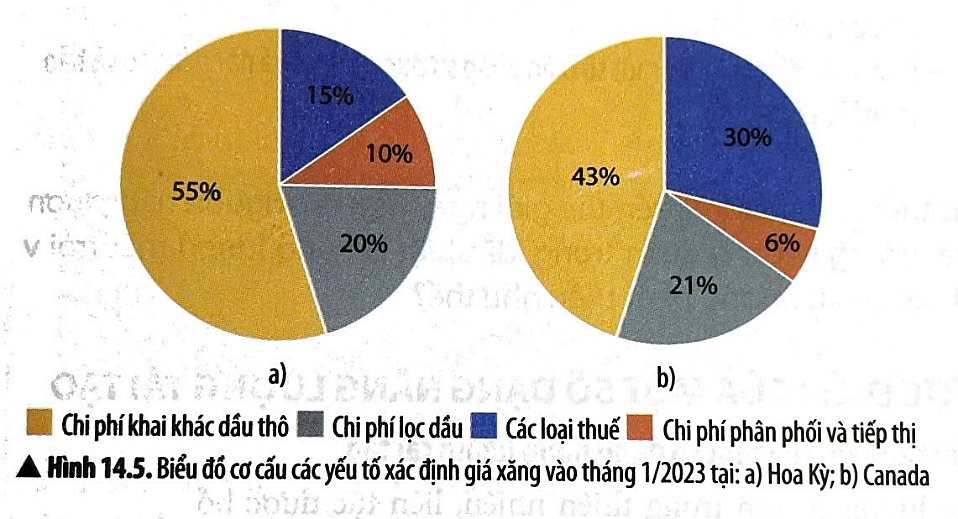 15%
10%
55%
20%
30%
43%
6%
21%
a)
b)
Chi phí khai khác dầu thô Chi phí lọc dầu Các loại thuế Chi phí phân phối và tiếp thị
▲ Hình 14.5. Biểu đồ cơ cấu các yếu tố xác định giá xăng vào tháng 1/2023 tại: a) Hoa Kỳ; b) Canada